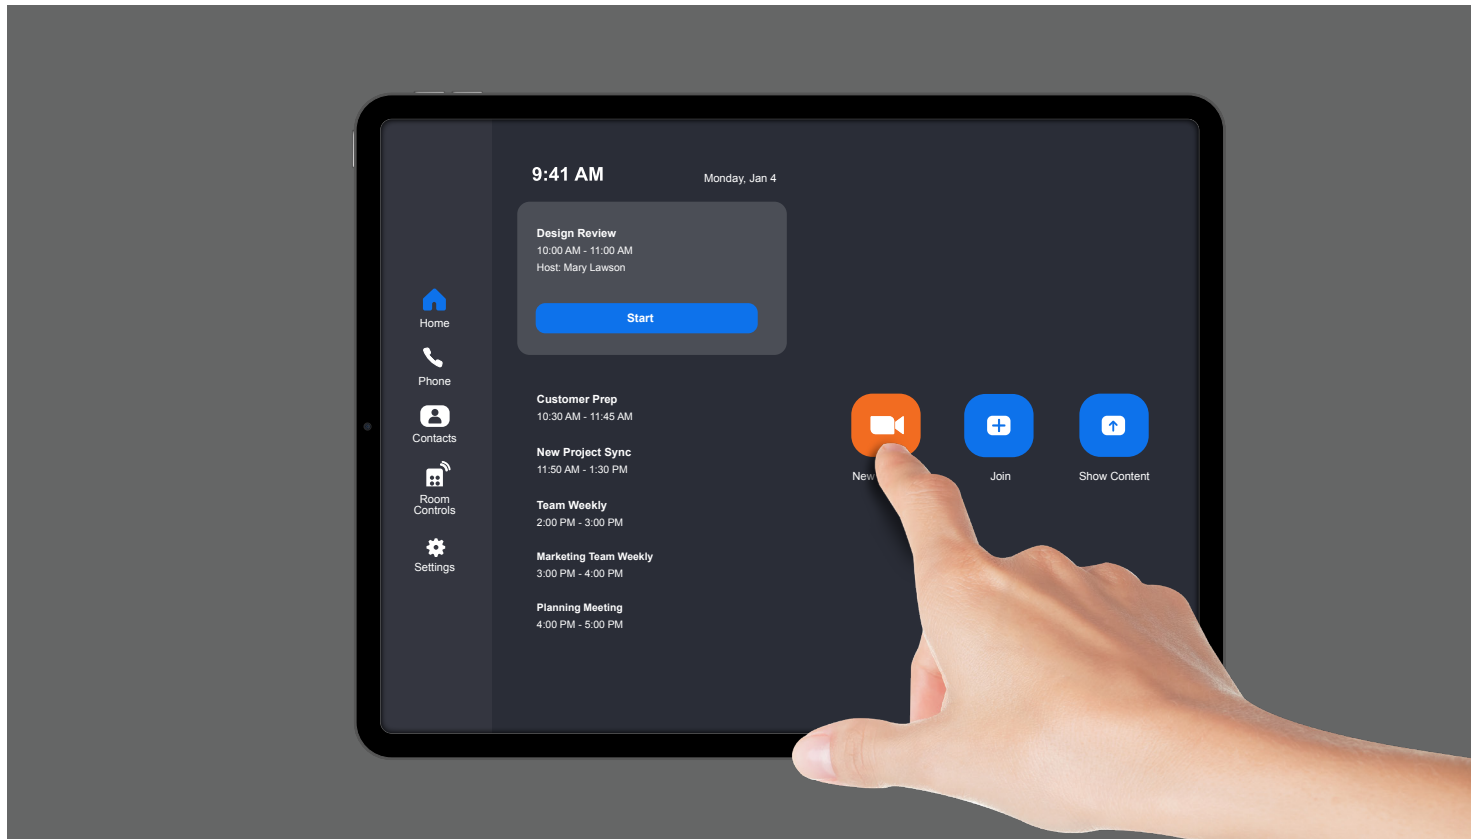 9:41 AM
Monday, Jan 4
Design Review
10:00 AM - 11:00 AM
Host: Mary Lawson
Start
Home
Phone
Contacts
Room
Controls
Settings
Customer Prep
10:30 AM - 11:45 AM
New Project Sync
11:50 AM - 1:30 PM
Team Weekly
2:00 PM - 3:00 PM
Marketing Team Weekly
3:00 PM - 4:00 PM
Planning Meeting
4:00 PM - 5:00 PM
New
Join
Show Content